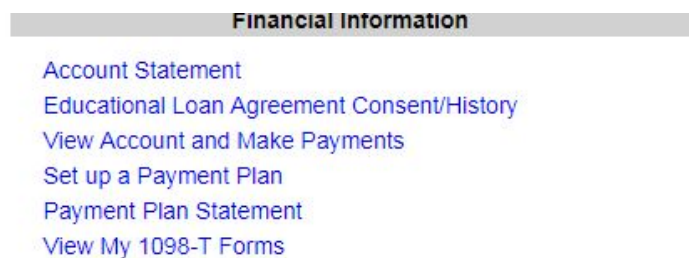 Financial Information
Account Statement
Educational Loan Agreement Consent/History
View Account and Make Payments
Set up a Payment Plan
Payment Plan Statement
View My 1098-T Forms